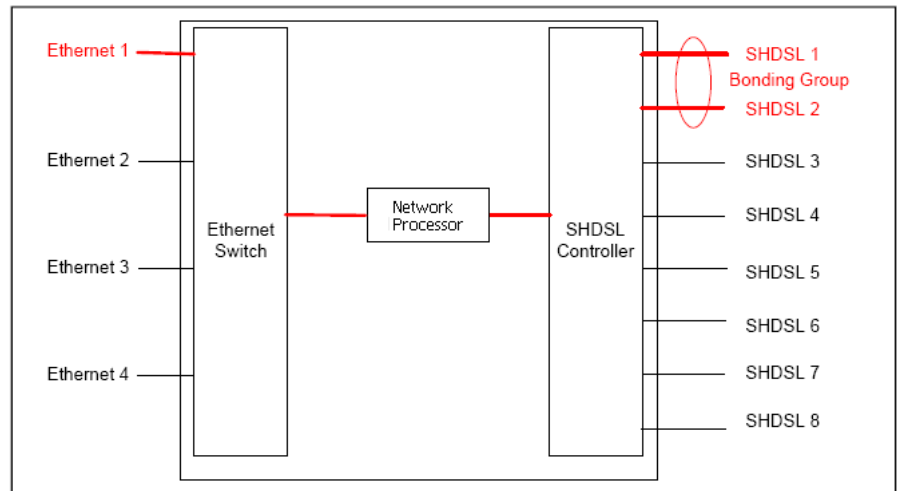 Ethernet 1
Ethernet 2
Ethernet 3
Ethernet 4
Ethernet
Switch
Network
Processor
SHDSL
Controller
SHDSL 1
Bonding Group
SHDSL 2
SHDSL 3
SHDSL 4
SHDSL 5
SHDSL 6
SHDSL 7
SHDSL 8